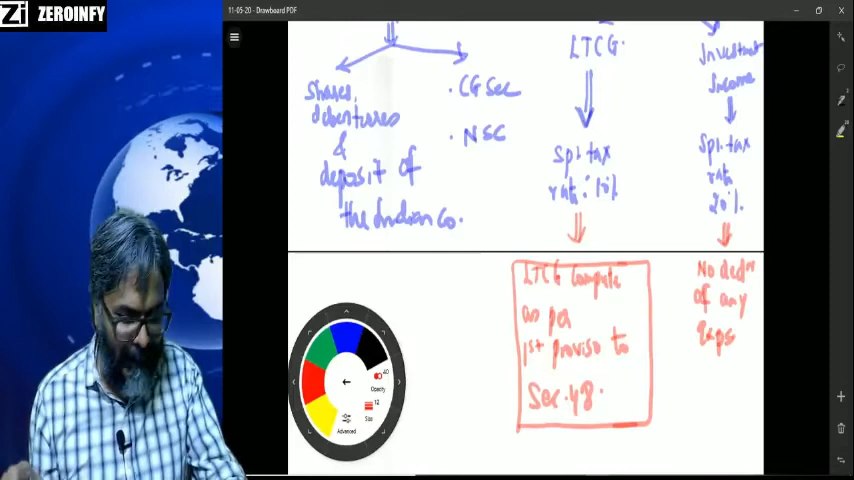 Zi ZEROINFY
11-05-20 - Drawboard PDF
Shares,
debentures
&
deposit of
the Indian Co.
· CG Sec
· NSC
LTCG.
Spl. tax
rate: 10%
LTCG Compute
as per
1st proviso to
Sec. 48.
Investment
Income
Spl. tax
rate
20%.
No dedn
of any
Exps
40
Opacity
12
Size
Advanced